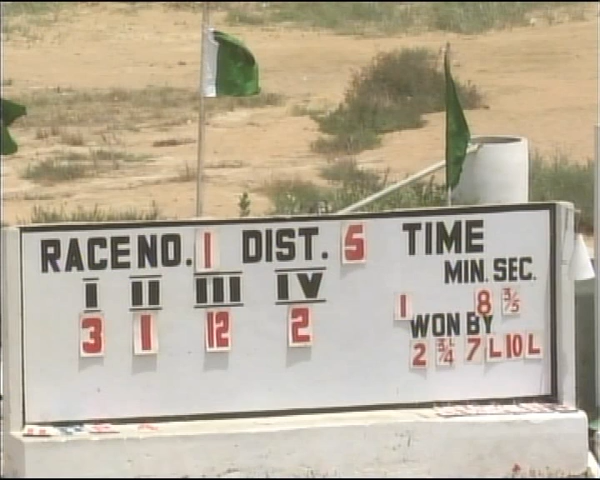 RACE NO. 1 DIST. 5 TIME
MIN. SEC.
I II III IV
1 8 3/5
3 1 12 2
WON BY
2 3/4 7 L 10 L